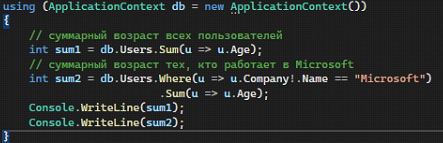 using (ApplicationContext db = new ApplicationContext())
{
    // суммарный возраст всех пользователей
    int sum1 = db.Users.Sum(u => u.Age);
    // суммарный возраст тех, кто работает в Microsoft
    int sum2 = db.Users.Where(u => u.Company!.Name == "Microsoft")
                        .Sum(u => u.Age);
    Console.WriteLine(sum1);
    Console.WriteLine(sum2);
}